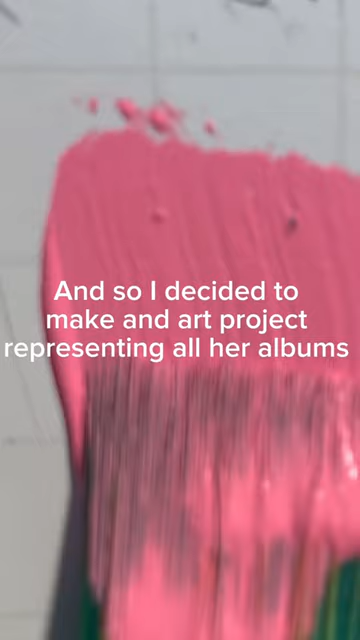 And so I decided to
make and art project
representing all her albums